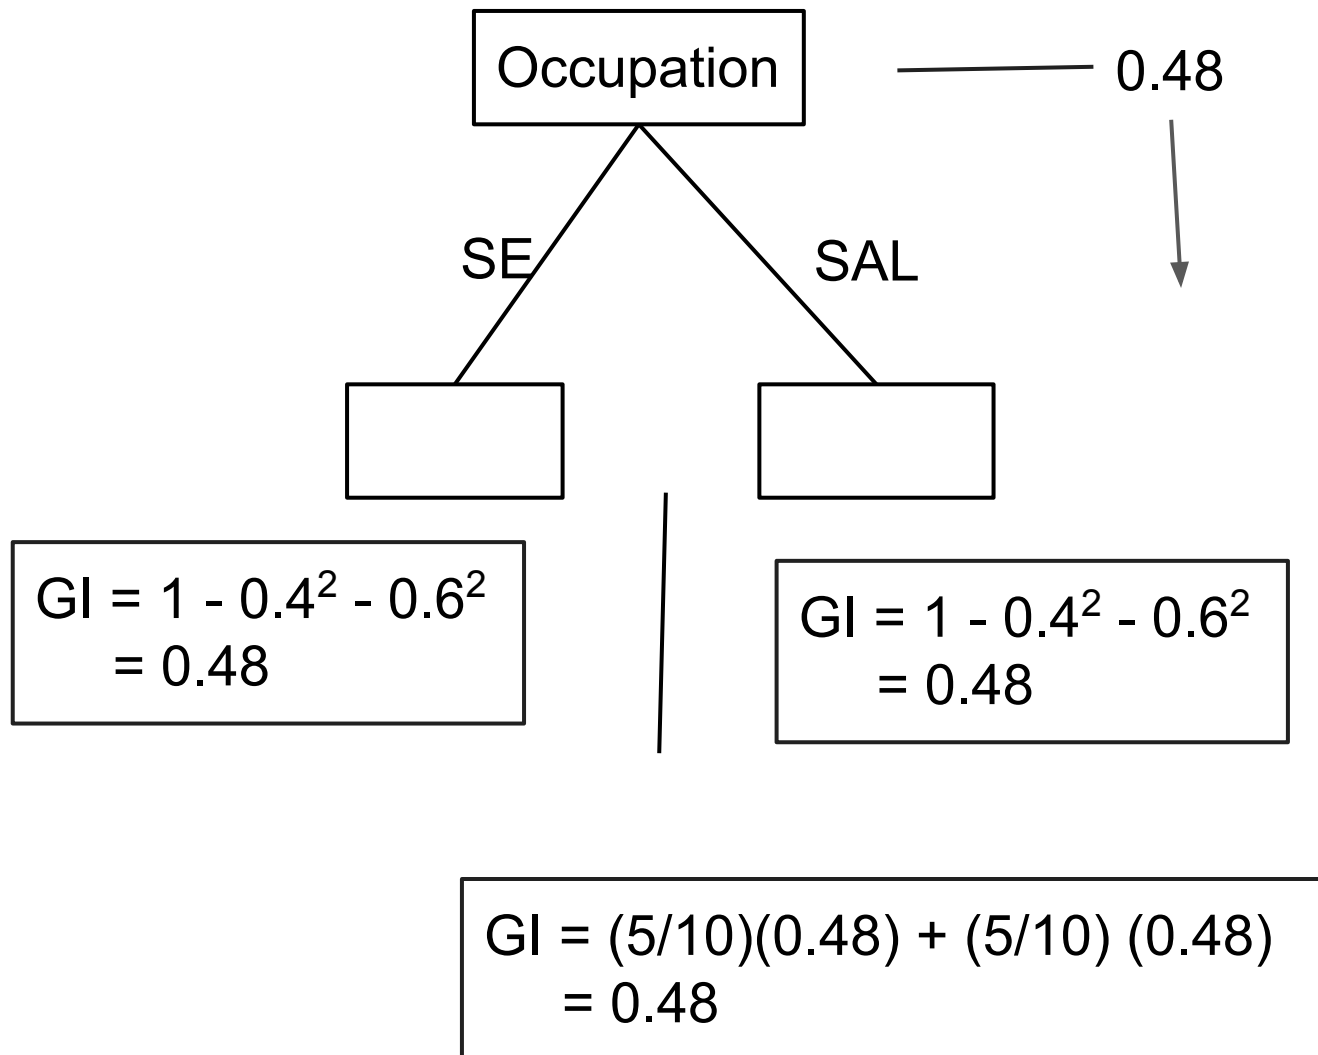 Occupation
0.48
SE
SAL
GI = 1 - 0.4² - 0.6²
= 0.48
GI = 1 - 0.4² - 0.6²
= 0.48
GI = (5/10)(0.48) + (5/10) (0.48)
= 0.48